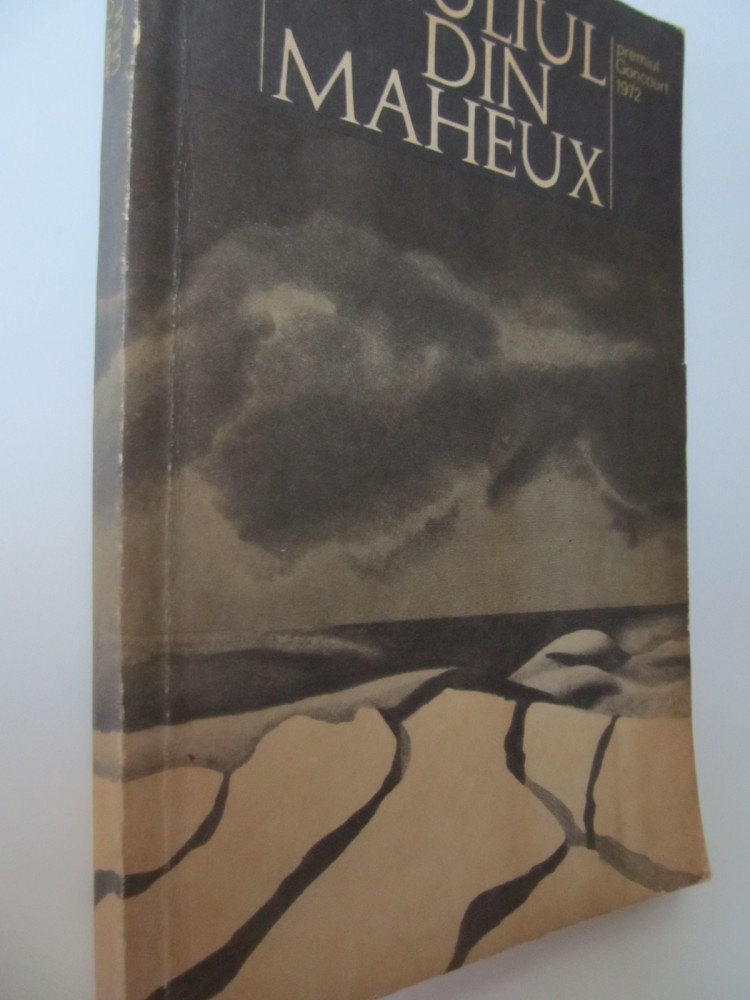 DIN
MAHEUX
premiul
Goncourt
1972